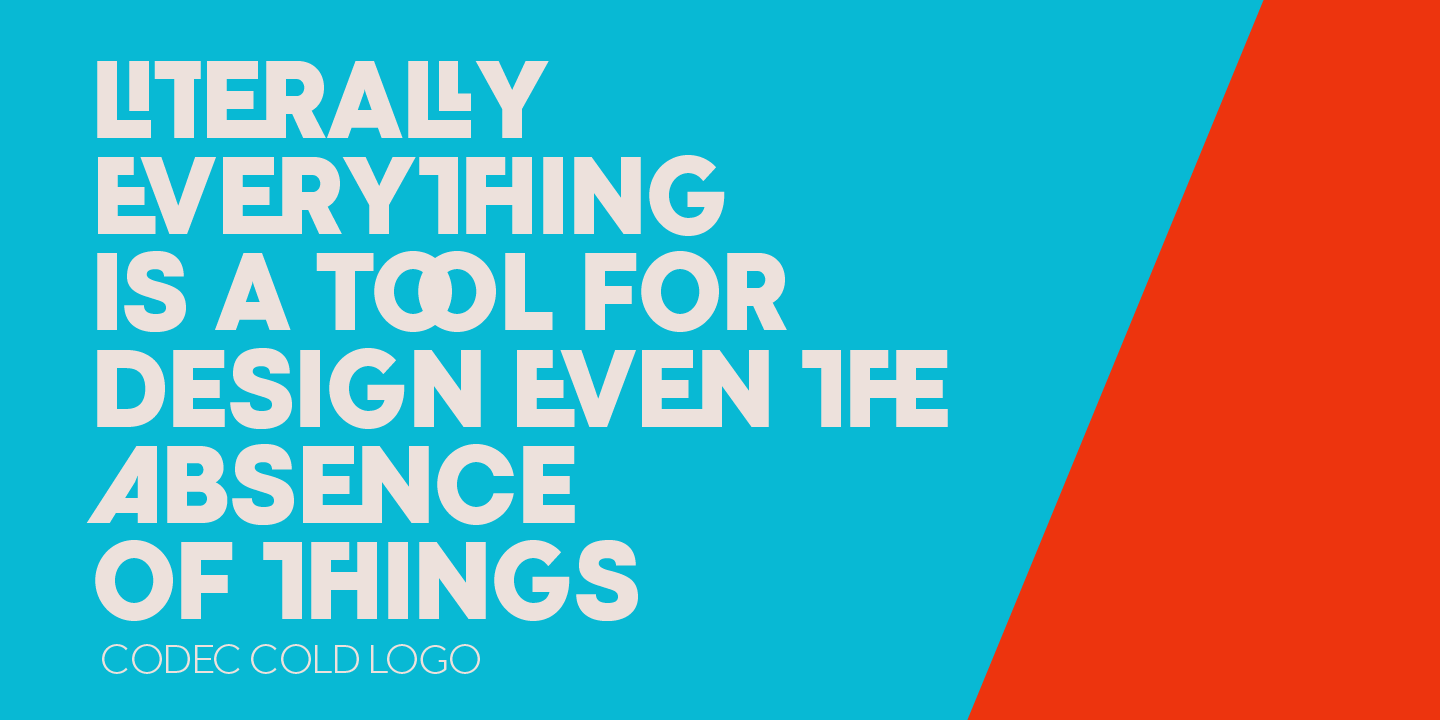 LITERALLY
EVERYTHING
IS A TOOL FOR
DESIGN EVEN THE
ABSENCE
OF THINGS
CODEC COLD LOGO